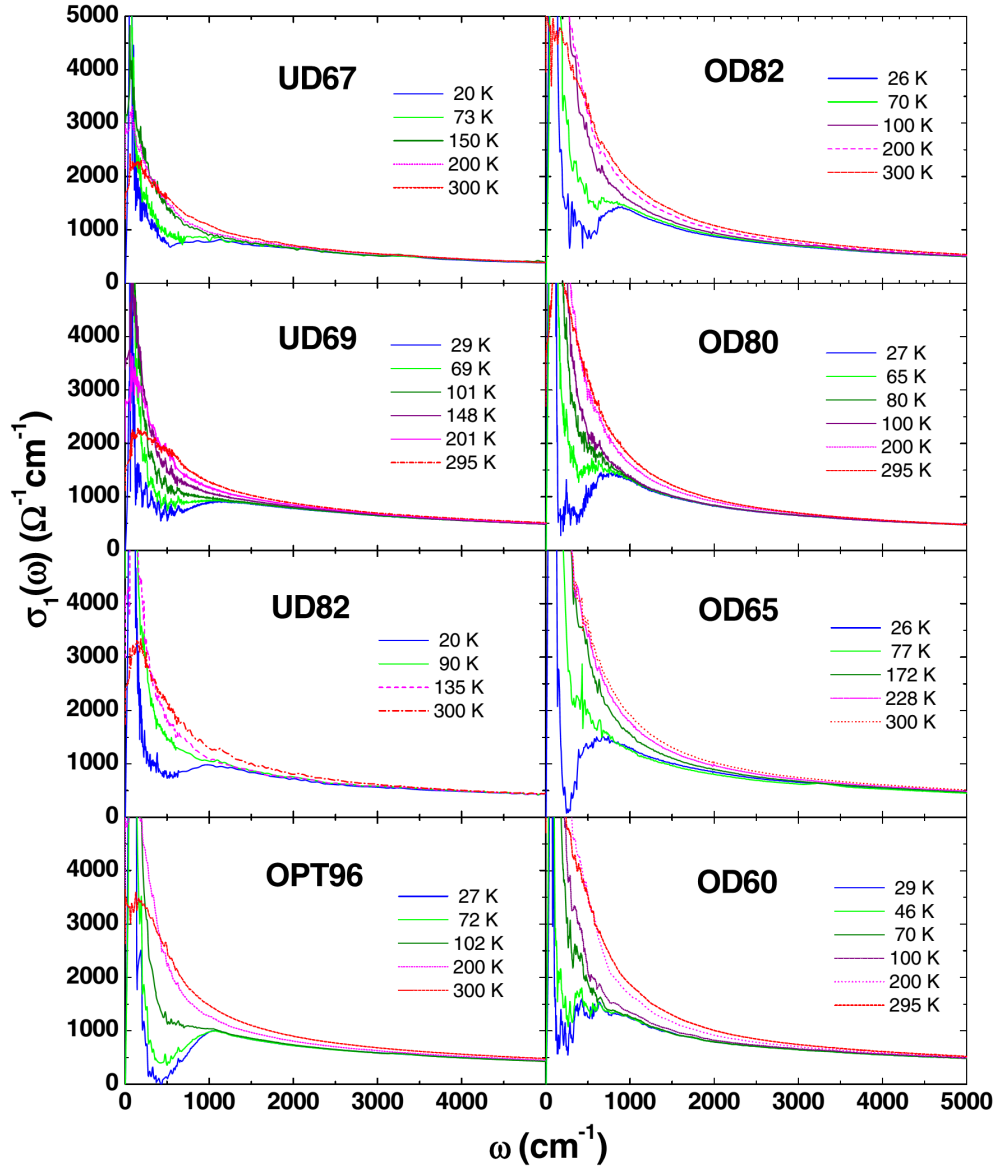 σ₁(ω) (Ω⁻¹cm⁻¹)
5000
4000
3000
2000
1000
0
UD67
20 K
73 K
150 K
200 K
300 K
OD82
26 K
70 K
100 K
200 K
300 K
4000
3000
2000
1000
0
UD69
29 K
69 K
101 K
148 K
201 K
295 K
OD80
27 K
65 K
80 K
100 K
200 K
295 K
4000
3000
2000
1000
0
UD82
20 K
90 K
135 K
300 K
OD65
26 K
77 K
172 K
228 K
300 K
4000
3000
2000
1000
0
OPT96
27 K
72 K
102 K
200 K
300 K
OD60
29 K
46 K
70 K
100 K
200 K
295 K
0 1000 2000 3000 4000 0 1000 2000 3000 4000 5000
ω (cm⁻¹)